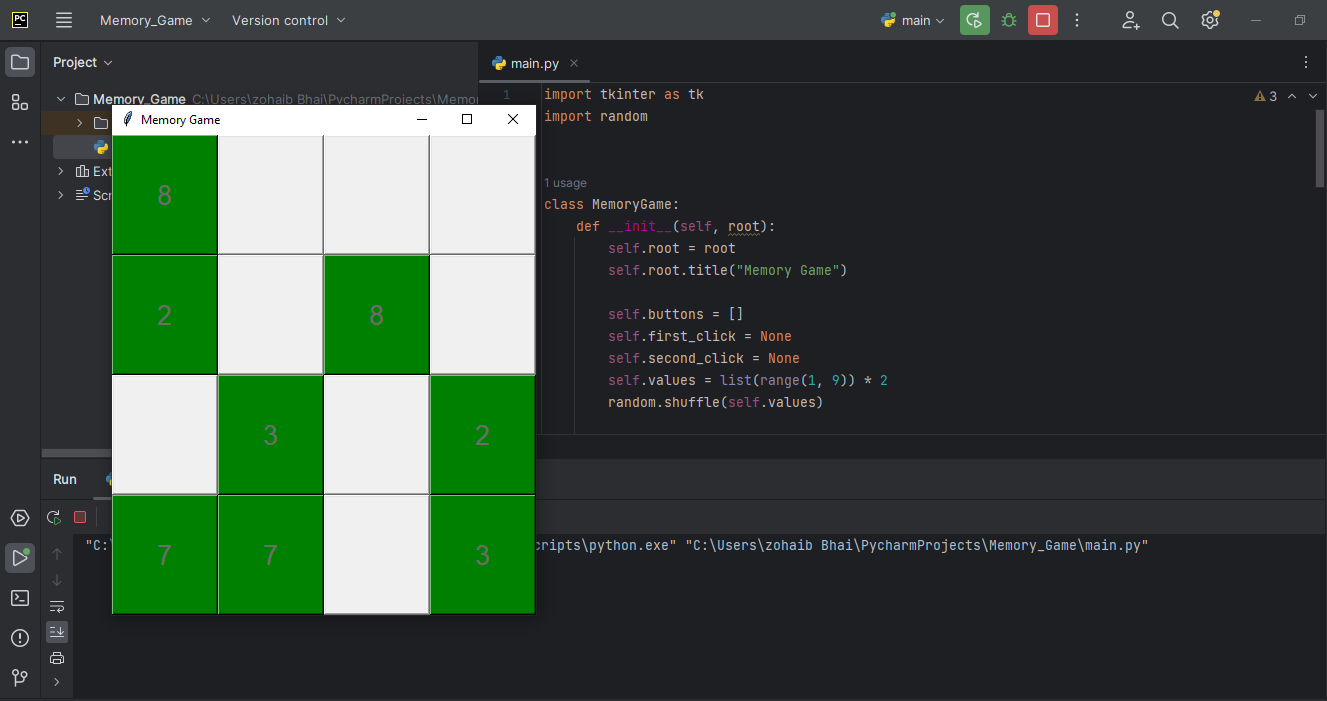 PC Memory_Game Version control main
Project
main.py
Memory_Game C:\Users\zohaib Bhai\PycharmProjects\Memor
Ext
Scr
Memory Game
8
2 8
3 2
7 7 3
1 import tkinter as tk
3
import random
1 usage
class MemoryGame:
def __init__(self, root):
self.root = root
self.root.title("Memory Game")
self.buttons = []
self.first_click = None
self.second_click = None
self.values = list(range(1, 9)) * 2
random.shuffle(self.values)
Run
"C:\ cripts\python.exe" "C:\Users\zohaib Bhai\PycharmProjects\Memory_Game\main.py"